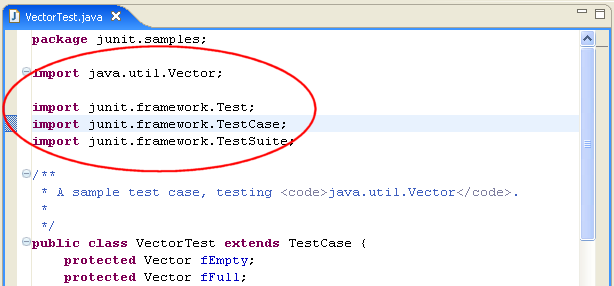 VectorTest.java
package junit.samples;
import java.util.Vector;
import junit.framework.Test;
import junit.framework.TestCase;
import junit.framework.TestSuite;
/**
* A sample test case, testing <code>java.util.Vector</code>.
*
*/
public class VectorTest extends TestCase {
protected Vector fEmpty;
protected Vector fFull;